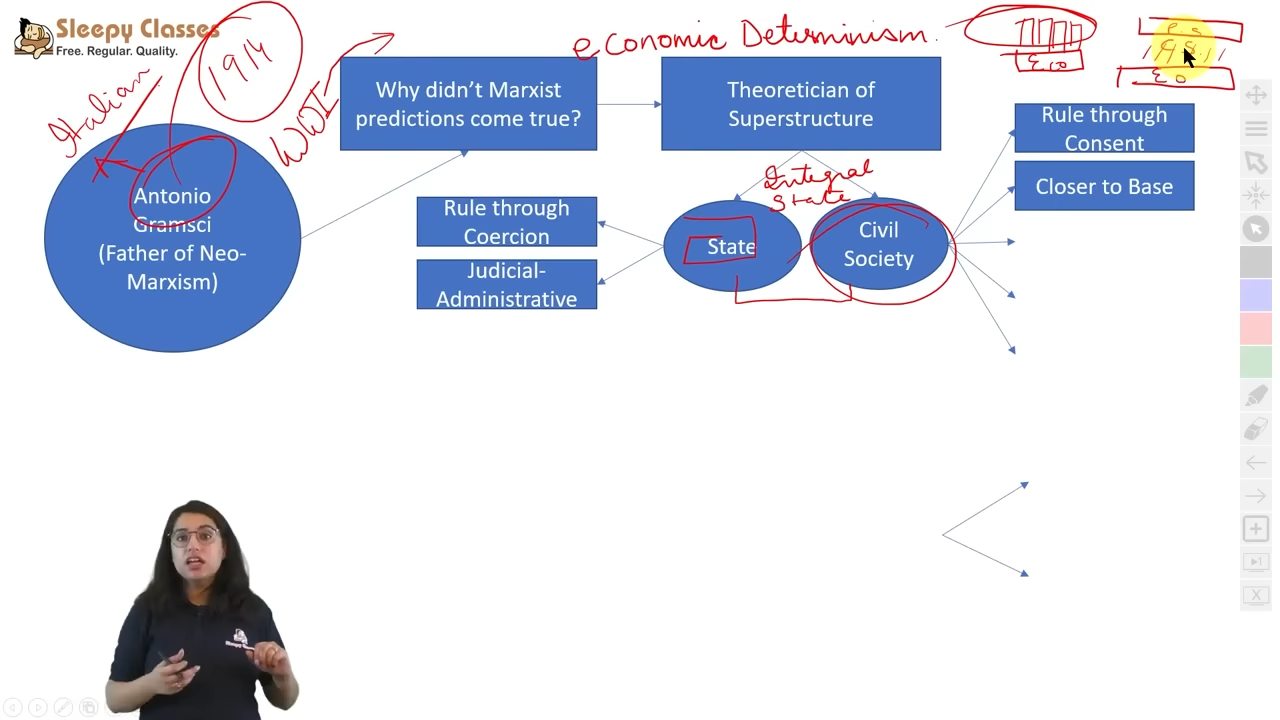 Sleepy Classes
Free. Regular. Quality.
1914
Italian
WWI
economic Determinism.
Eco
P S
C S
E O
Why didn't Marxist
predictions come true?
Theoretician of
Superstructure
Rule through
Consent
Closer to Base
Integral
State
Antonio
Gramsci
(Father of Neo-
Marxism)
Rule through
Coercion
Judicial-
Administrative
State
Civil
Society